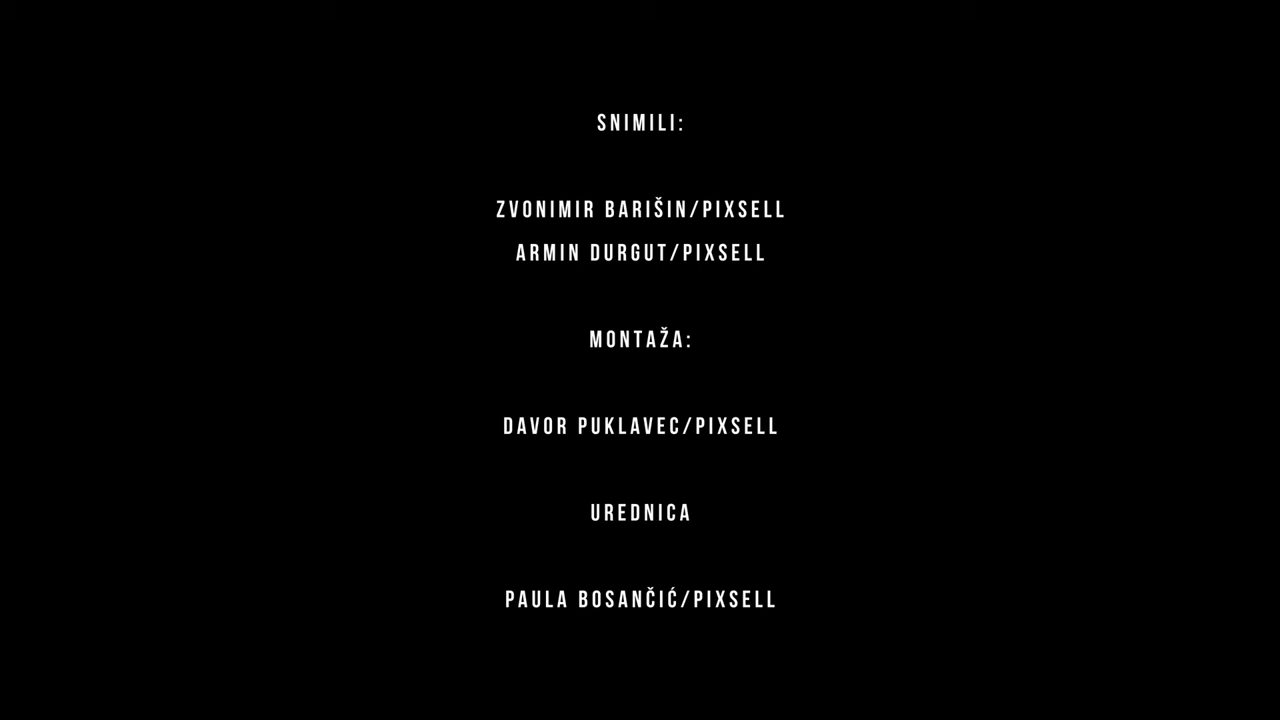 SNIMILI:
ZVONIMIR BARIŠIN/PIXSELL
ARMIN DURGUT/PIXSELL
MONTAŽA:
DAVOR PUKLAVEC/PIXSELL
UREDNICA
PAULA BOSANČIĆ/PIXSELL